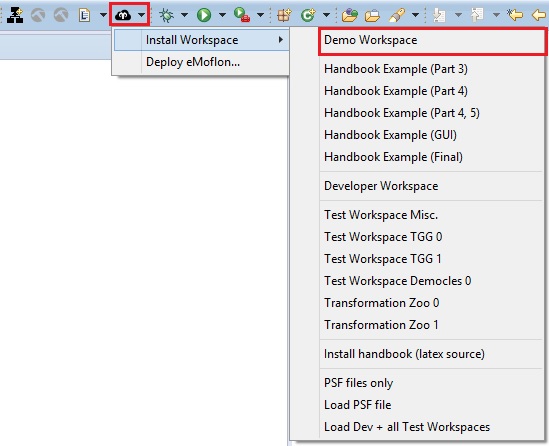 Install Workspace
Deploy eMoflon...
Demo Workspace
Handbook Example (Part 3)
Handbook Example (Part 4)
Handbook Example (Part 4, 5)
Handbook Example (GUI)
Handbook Example (Final)
Developer Workspace
Test Workspace Misc.
Test Workspace TGG 0
Test Workspace TGG 1
Test Workspace Democles 0
Transformation Zoo 0
Transformation Zoo 1
Install handbook (latex source)
PSF files only
Load PSF file
Load Dev + all Test Workspaces